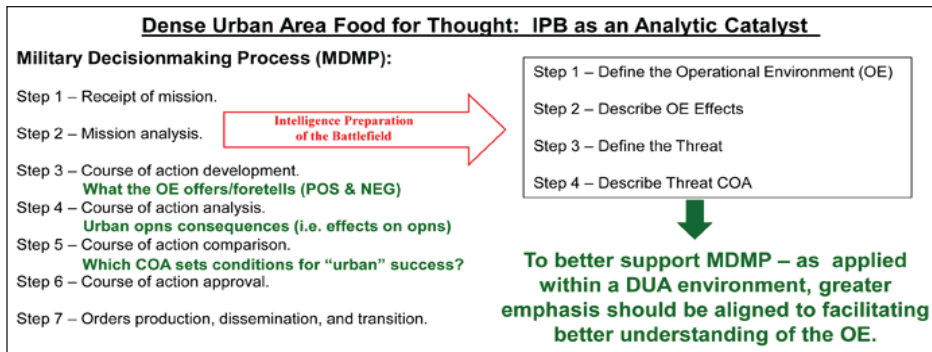 Dense Urban Area Food for Thought: IPB as an Analytic Catalyst
Military Decisionmaking Process (MDMP):
Step 1 – Receipt of mission.
Step 2 – Mission analysis.
Step 3 – Course of action development.
What the OE offers/foretells (POS & NEG)
Step 4 – Course of action analysis.
Urban opns consequences (i.e. effects on opns)
Step 5 – Course of action comparison.
Which COA sets conditions for “urban” success?
Step 6 – Course of action approval.
Step 7 – Orders production, dissemination, and transition.
Intelligence Preparation
of the Battlefield
Step 1 – Define the Operational Environment (OE)
Step 2 – Describe OE Effects
Step 3 – Define the Threat
Step 4 – Describe Threat COA
To better support MDMP – as applied
within a DUA environment, greater
emphasis should be aligned to facilitating
better understanding of the OE.